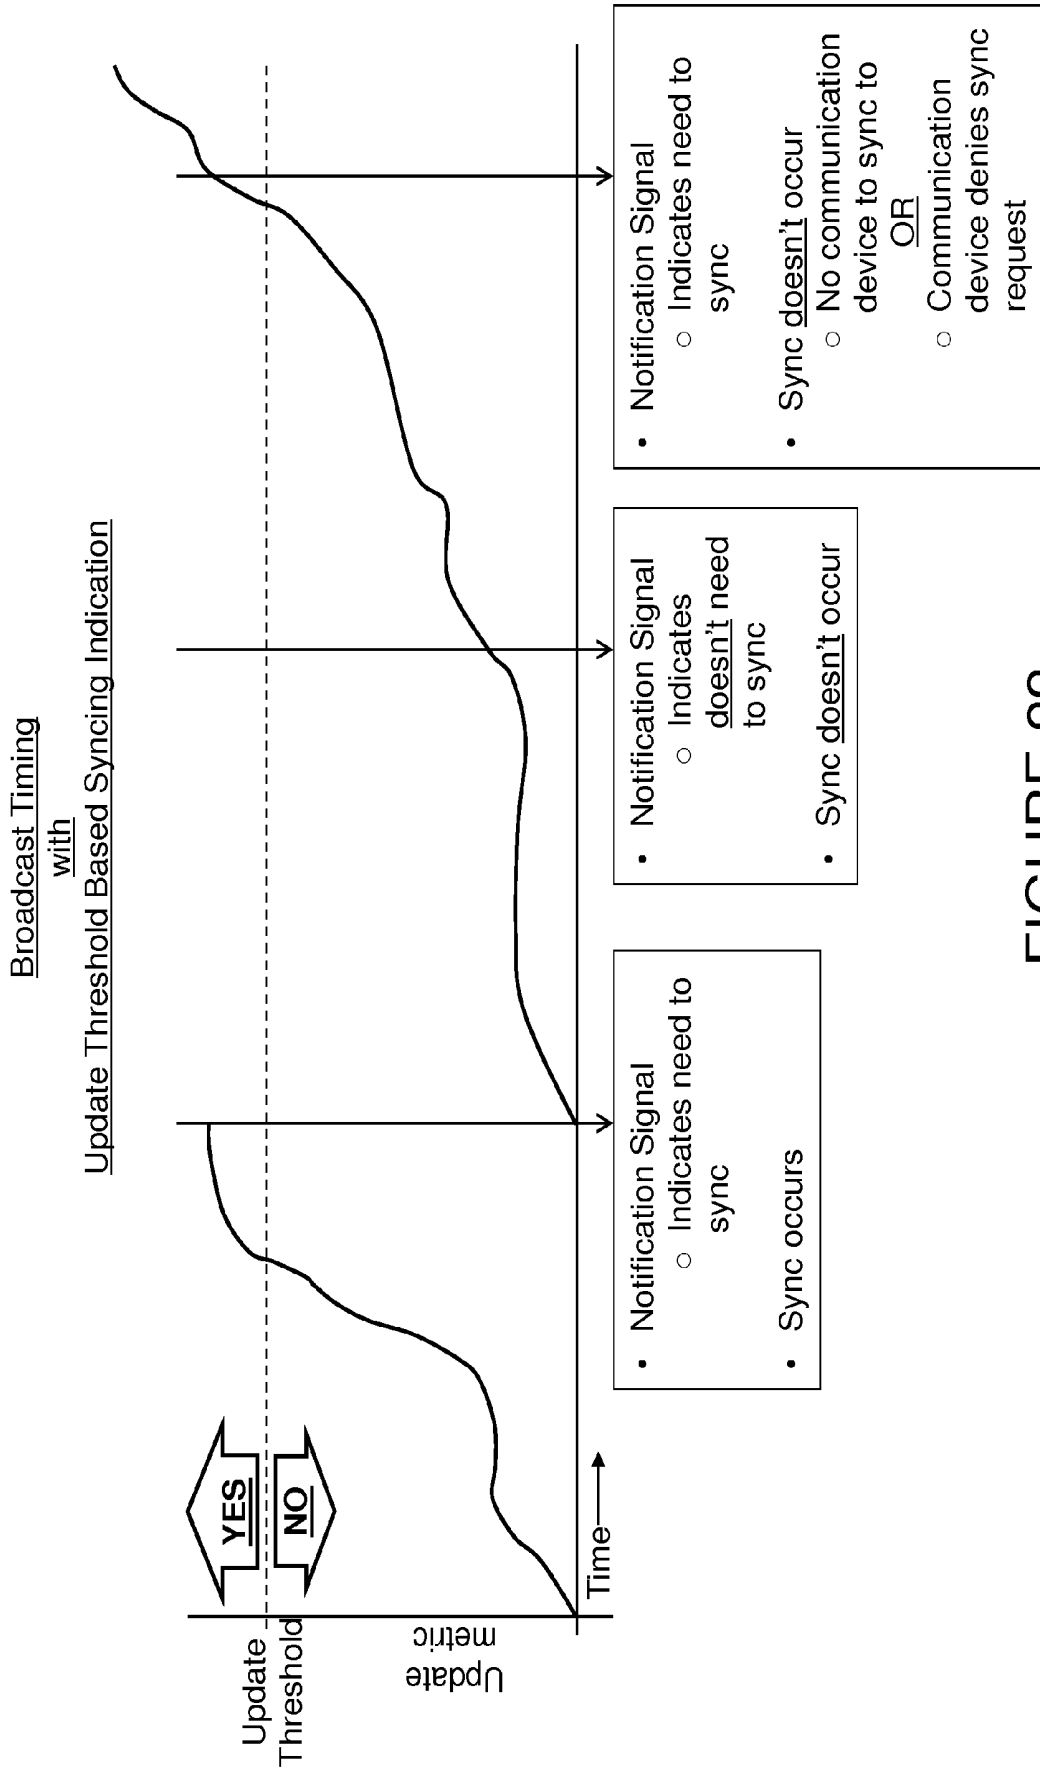 Broadcast Timing
with
Update Threshold Based Syncing Indication
Update
Threshold
YES
NO
Update
metric
Time
• Notification Signal
○ Indicates need to
sync
• Sync occurs
• Notification Signal
○ Indicates
doesn't need
to sync
• Sync doesn't occur
• Notification Signal
○ Indicates need to
sync
• Sync doesn't occur
○ No communication
device to sync to
OR
○ Communication
device denies sync
request
FIGURE